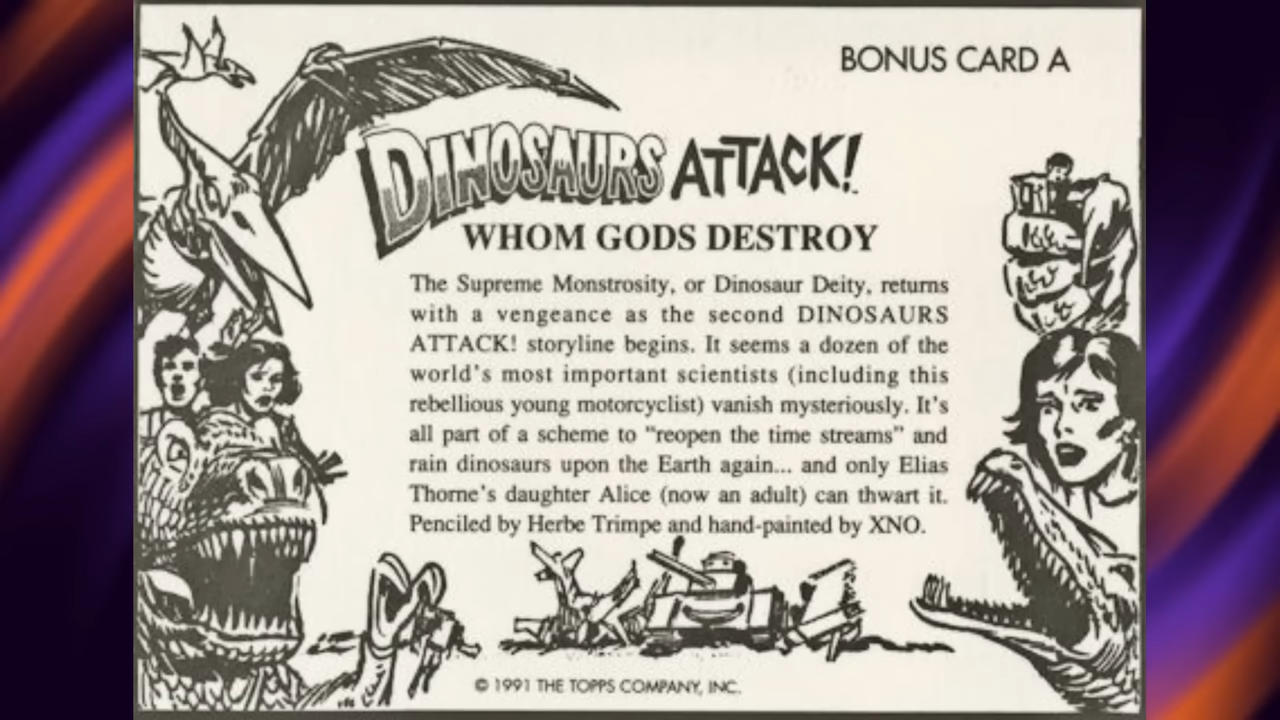 BONUS CARD A
DINOSAURS ATTACK!
WHOM GODS DESTROY
The Supreme Monstrosity, or Dinosaur Deity, returns
with a vengeance as the second DINOSAURS
ATTACK! storyline begins. It seems a dozen of the
world's most important scientists (including this
rebellious young motorcyclist) vanish mysteriously. It's
all part of a scheme to “reopen the time streams” and
rain dinosaurs upon the Earth again... and only Elias
Thorne's daughter Alice (now an adult) can thwart it.
Penciled by Herbe Trimpe and hand-painted by XNO.
© 1991 THE TOPPS COMPANY, INC.